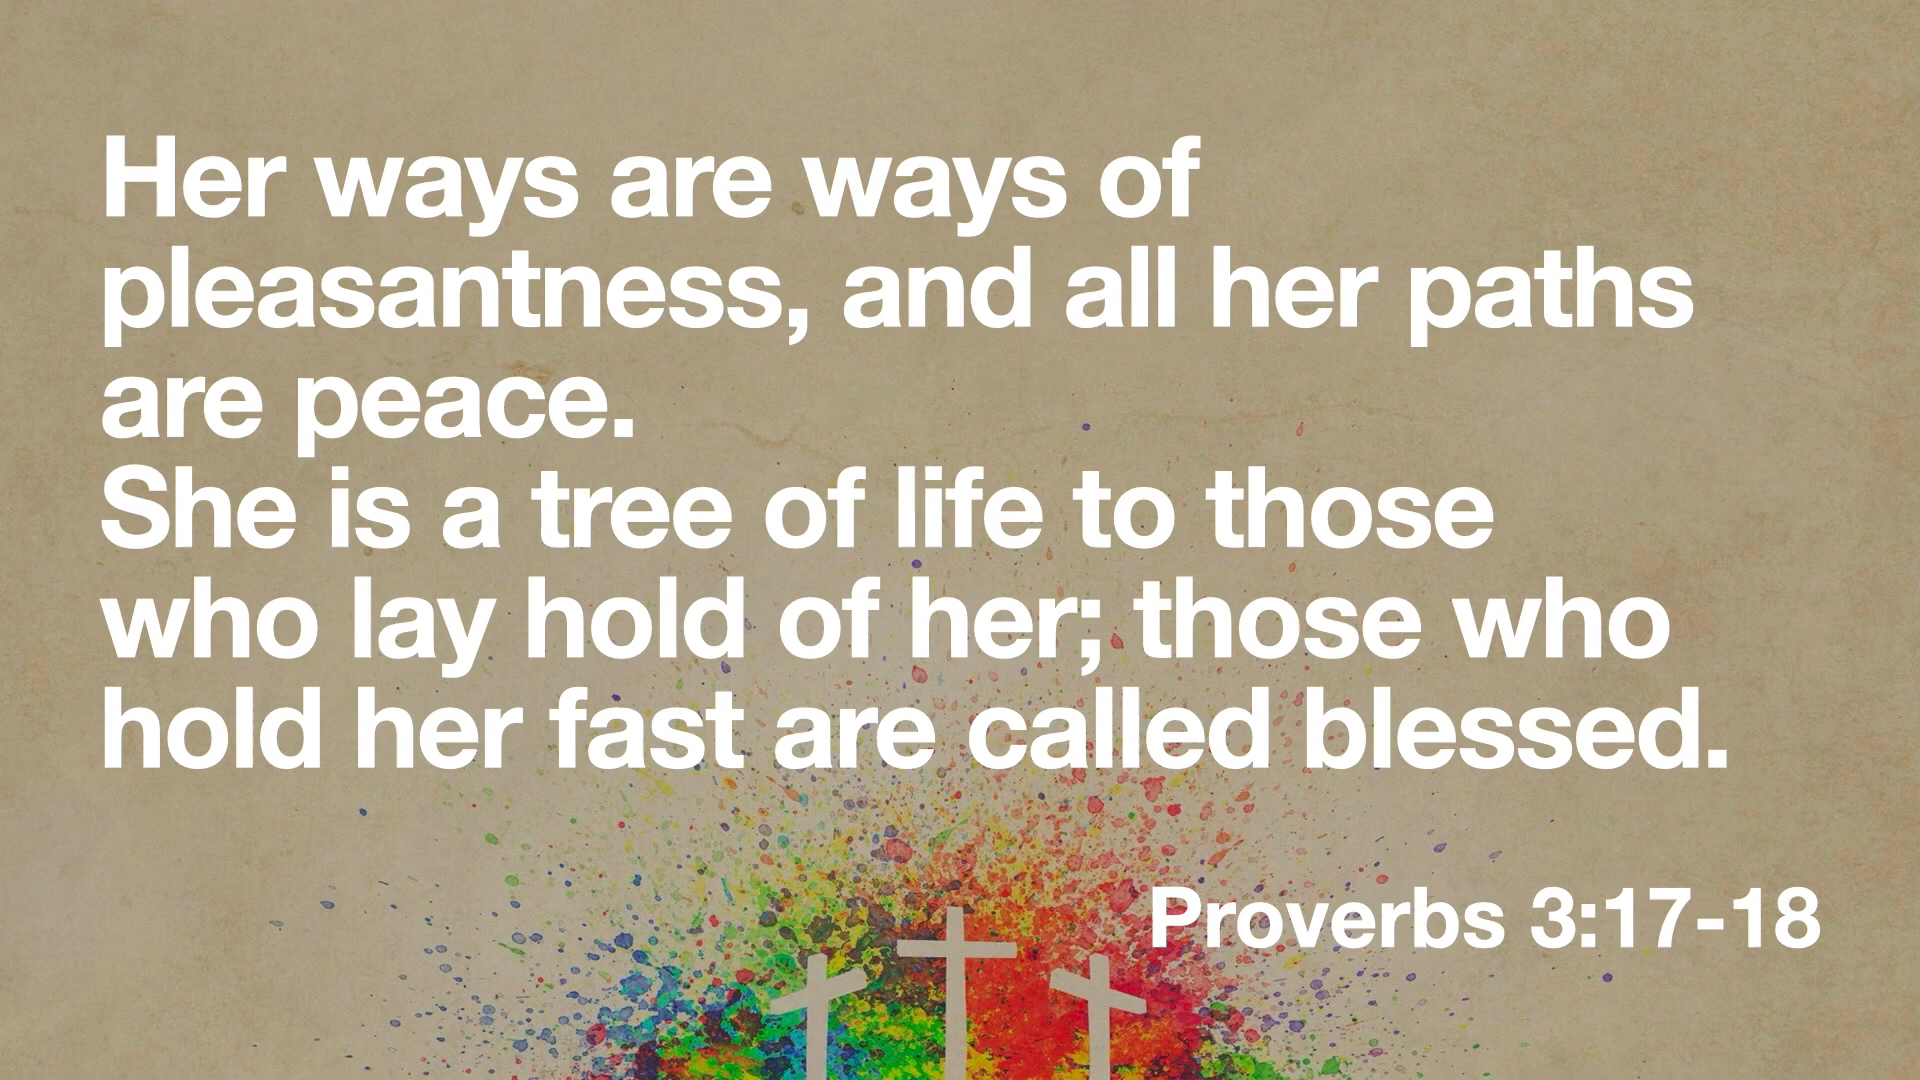 Her ways are ways of
pleasantness, and all her paths
are peace.
She is a tree of life to those
who lay hold of her; those who
hold her fast are called blessed.
Proverbs 3:17-18